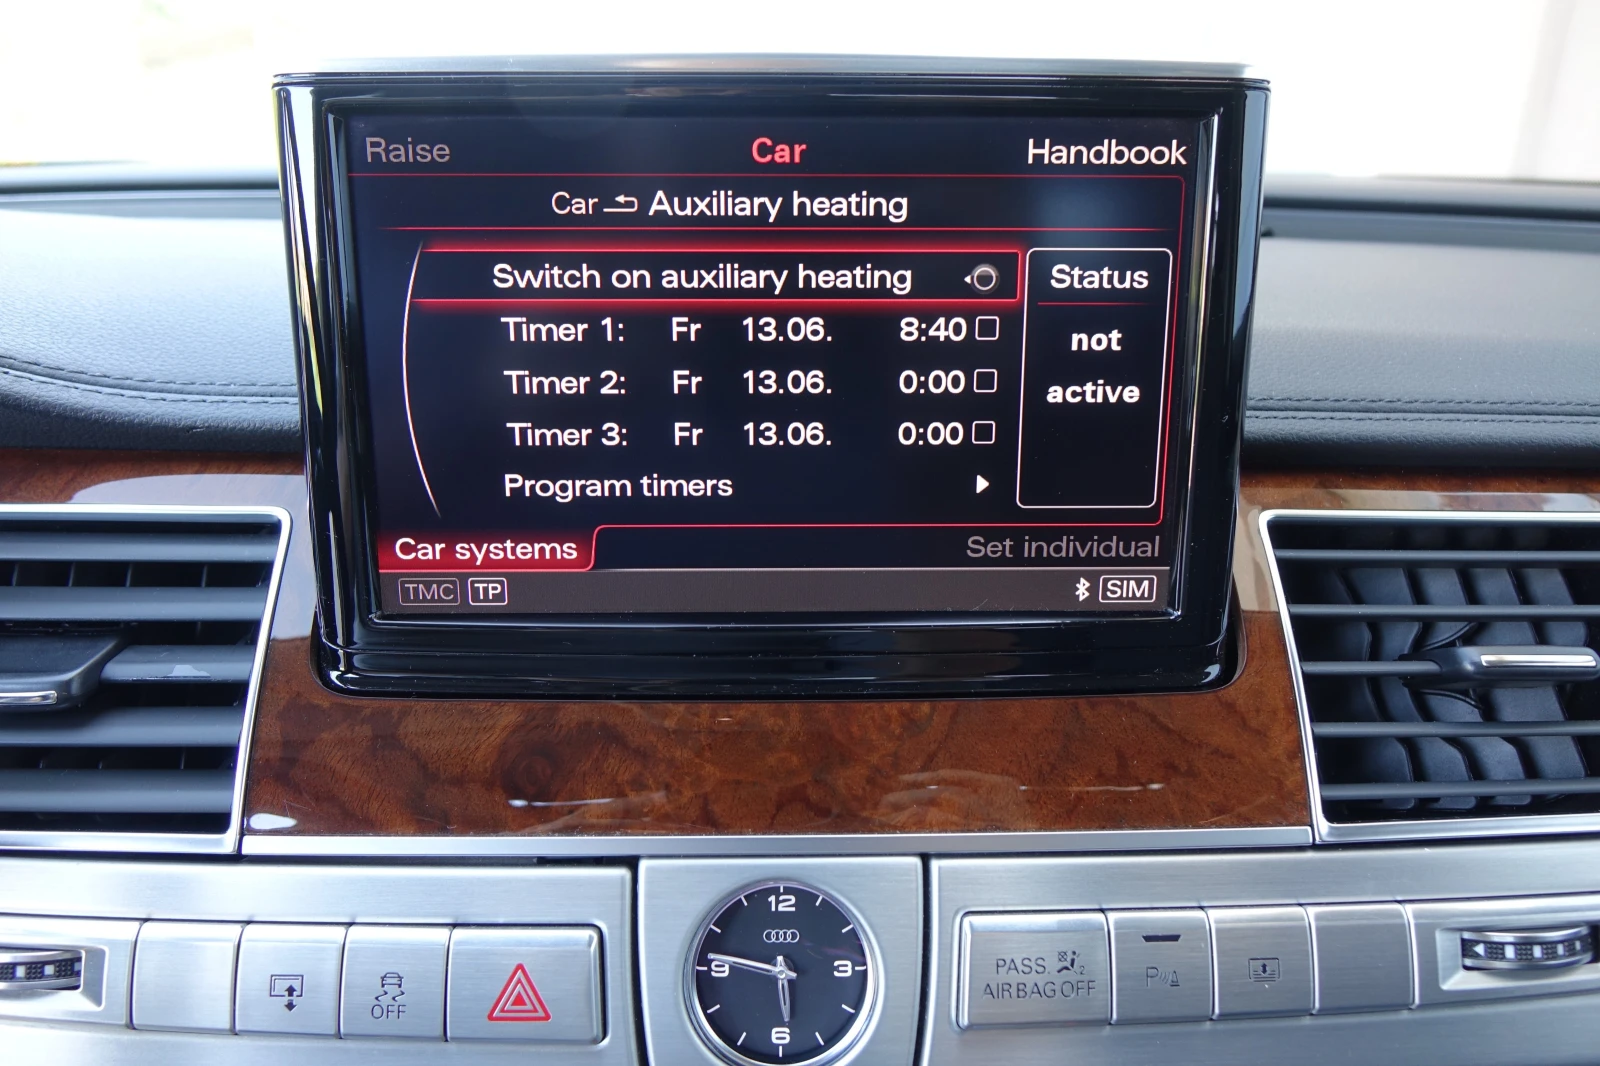 Raise Car Handbook
Car Auxiliary heating
Switch on auxiliary heating
Status
Timer 1: Fr 13.06. 8:40
not
Timer 2: Fr 13.06. 0:00
active
Timer 3: Fr 13.06. 0:00
Program timers
Car systems Set individual
TMC TP SIM
12
9 3
6
OFF
PASS.
AIRBAG OFF
P